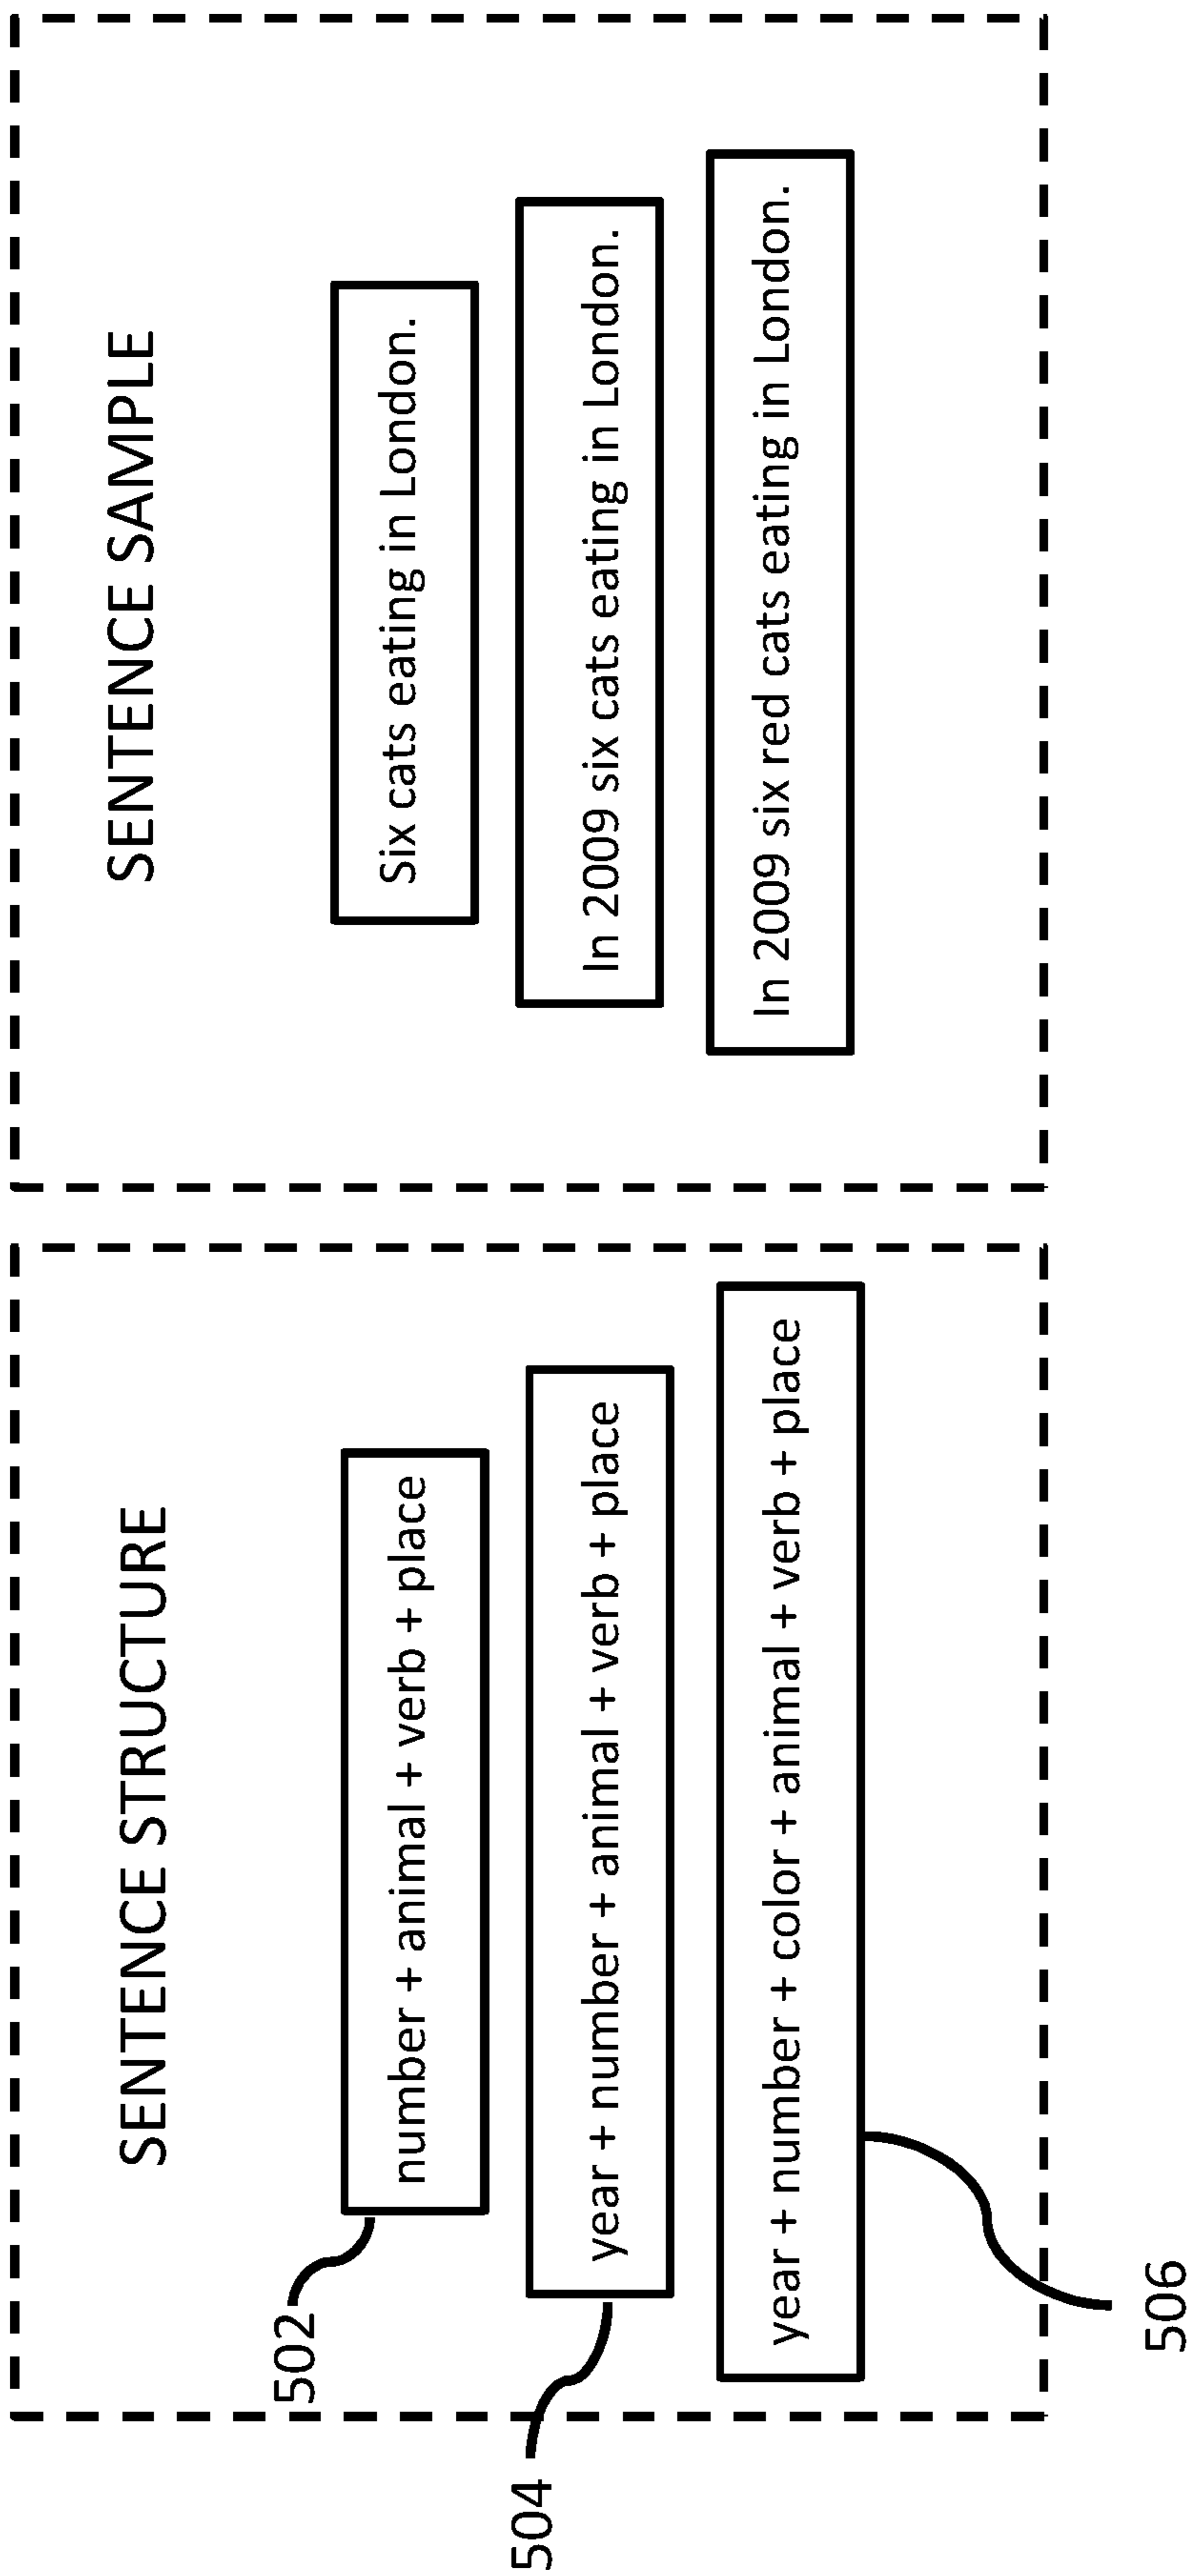 SENTENCE STRUCTURE
502
number + animal + verb + place
504
year + number + animal + verb + place
year + number + color + animal + verb + place
506
SENTENCE SAMPLE
Six cats eating in London.
In 2009 six cats eating in London.
In 2009 six red cats eating in London.